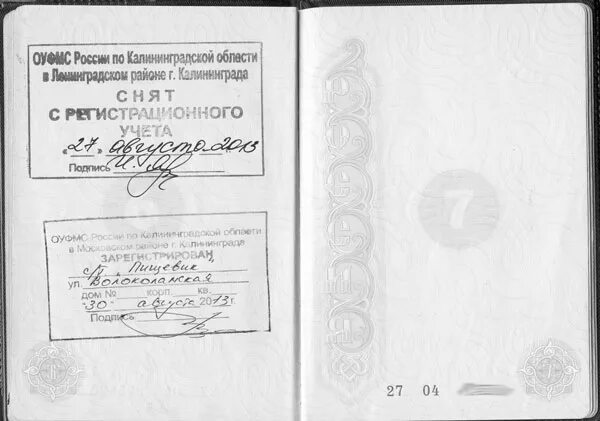 ОУФМС России по Калининградской области
в Ленинградском районе г. Калининграда
СНЯТ
С РЕГИСТРАЦИОННОГО
УЧЕТА
"27" августа 2013
Подпись
ОУФМС России по Калининградской области
в Московском районе г. Калининграда
ЗАРЕГИСТРИРОВАН
с/т "Пищевик"
ул. Волоколамская
дом № корп. кв.
"30" августа 2013 г.
Подпись
7
27 04